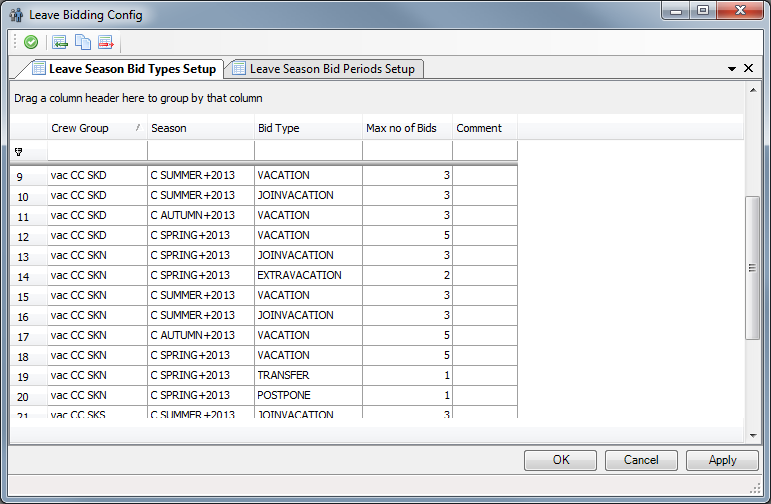 Leave Bidding Config
Leave Season Bid Types Setup Leave Season Bid Periods Setup
Drag a column header here to group by that column
Crew Group Season Bid Type Max no of Bids Comment
9 vac CC SKD C SUMMER+2013 VACATION 3
10 vac CC SKD C SUMMER+2013 JOINVACATION 3
11 vac CC SKD C AUTUMN+2013 VACATION 3
12 vac CC SKD C SPRING+2013 VACATION 5
13 vac CC SKN C SPRING+2013 JOINVACATION 3
14 vac CC SKN C SPRING+2013 EXTRAVACATION 2
15 vac CC SKN C SUMMER+2013 VACATION 3
16 vac CC SKN C SUMMER+2013 JOINVACATION 3
17 vac CC SKN C AUTUMN+2013 VACATION 5
18 vac CC SKN C SPRING+2013 VACATION 5
19 vac CC SKN C SPRING+2013 TRANSFER 1
20 vac CC SKN C SPRING+2013 POSTPONE 1
21 vac CC SKS C SUMMER+2013 JOINVACATION 3
OK Cancel Apply